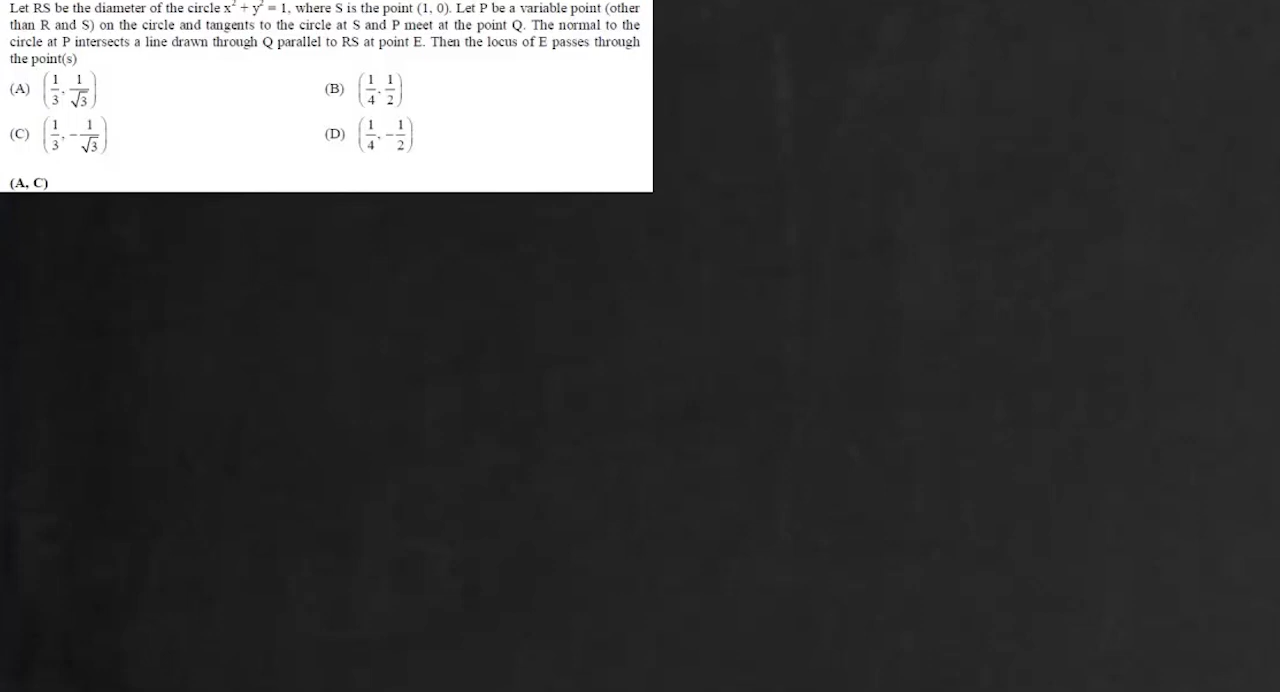 Let RS be the diameter of the circle x² + y² = 1, where S is the point (1, 0). Let P be a variable point (other
than R and S) on the circle and tangents to the circle at S and P meet at the point Q. The normal to the
circle at P intersects a line drawn through Q parallel to RS at point E. Then the locus of E passes through
the point(s)
(A) (1/3, 1/√3) (B) (1/4, 1/2)
(C) (1/3, -1/√3) (D) (1/4, -1/2)
(A, C)